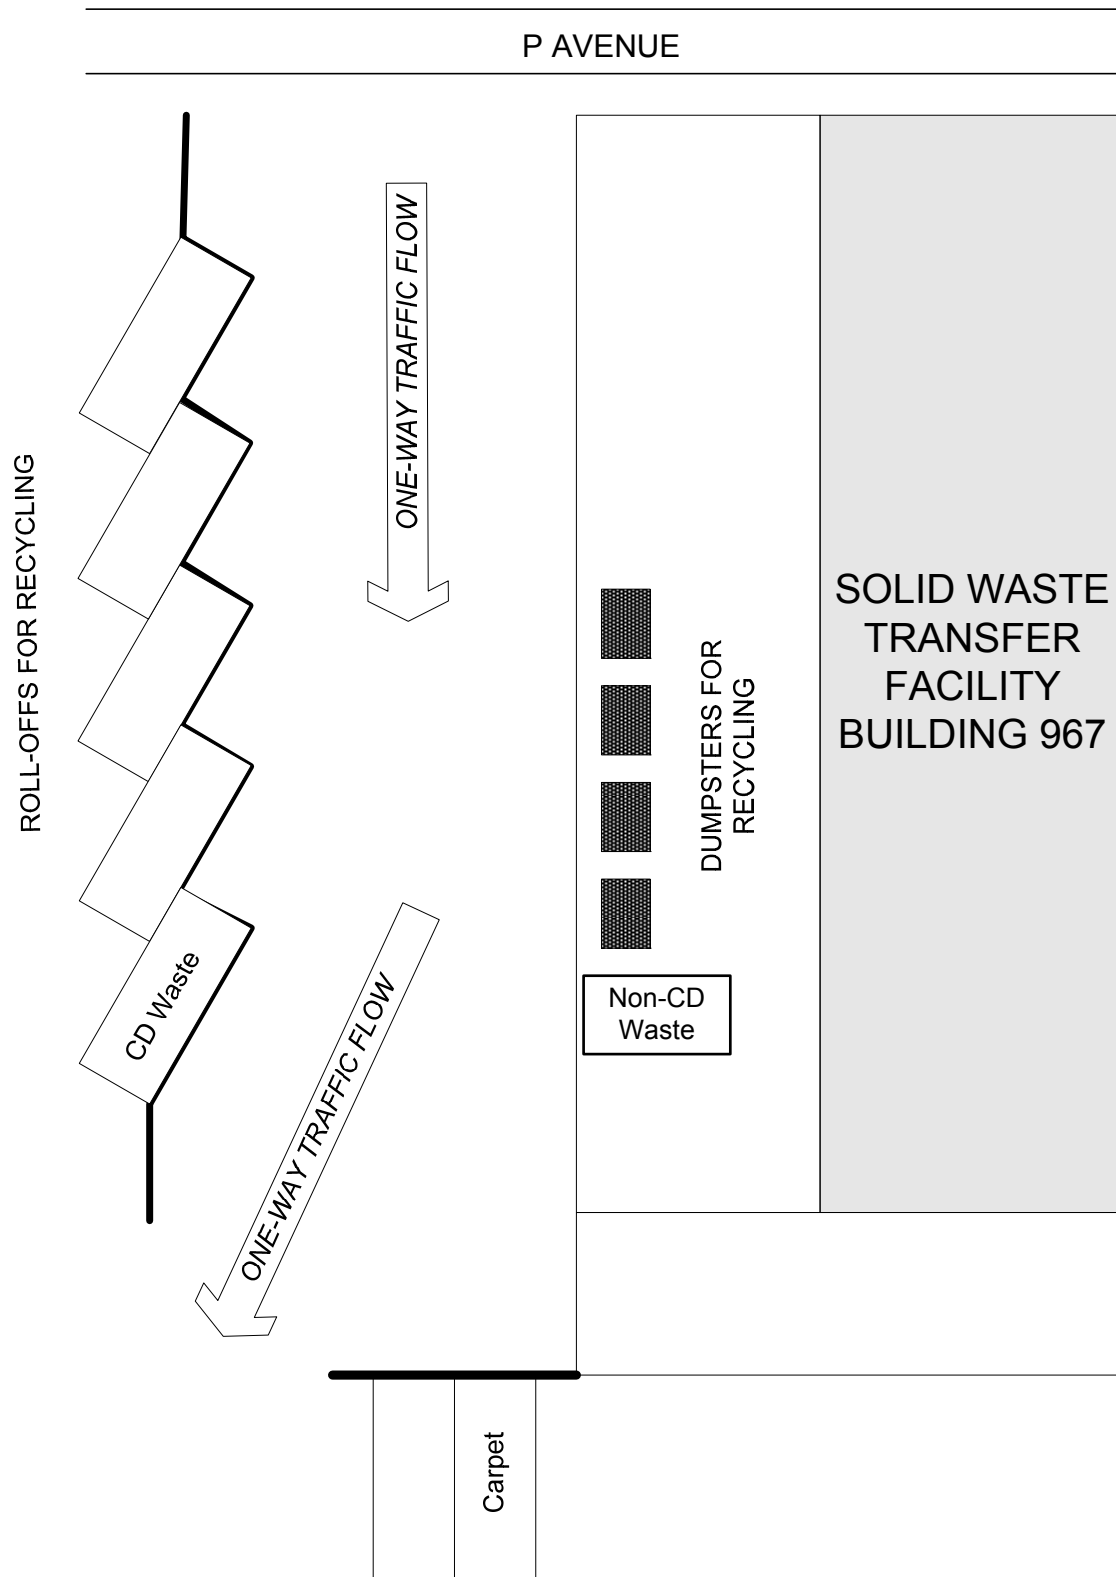 P AVENUE
ONE-WAY TRAFFIC FLOW
ROLL-OFFS FOR RECYCLING
DUMPSTERS FOR
RECYCLING
SOLID WASTE
TRANSFER
FACILITY
BUILDING 967
CD Waste
Non-CD
Waste
ONE-WAY TRAFFIC FLOW
Carpet